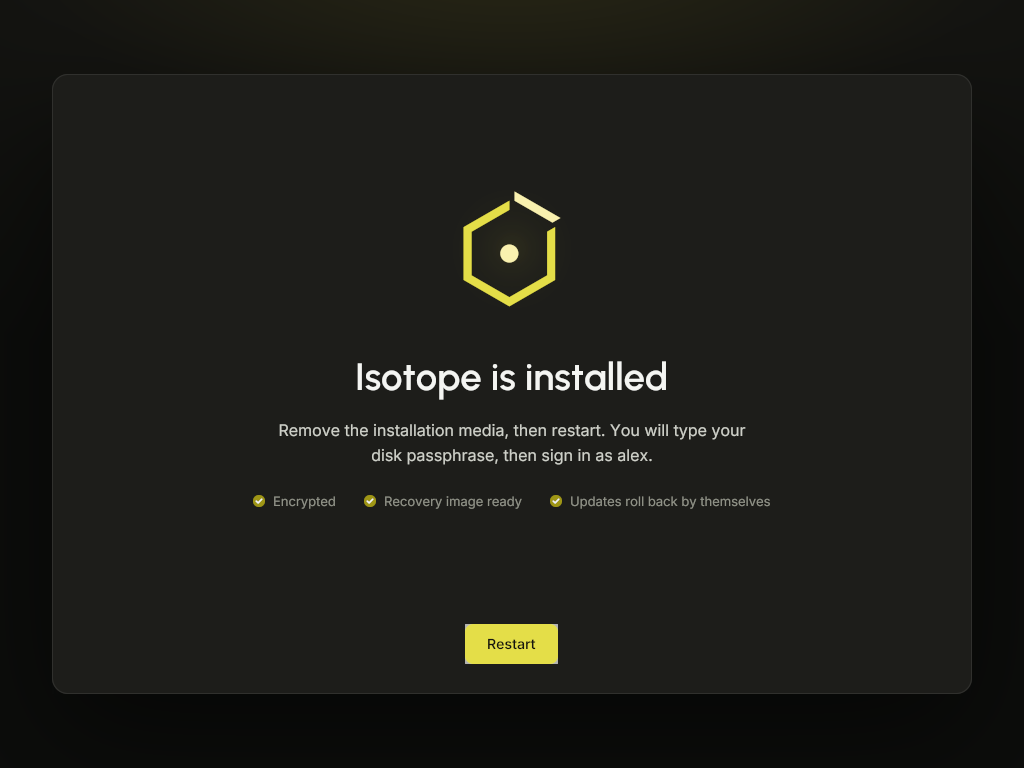 Isotope is installed
Remove the installation media, then restart. You will type your
disk passphrase, then sign in as alex.
Encrypted
Recovery image ready
Updates roll back by themselves
Restart